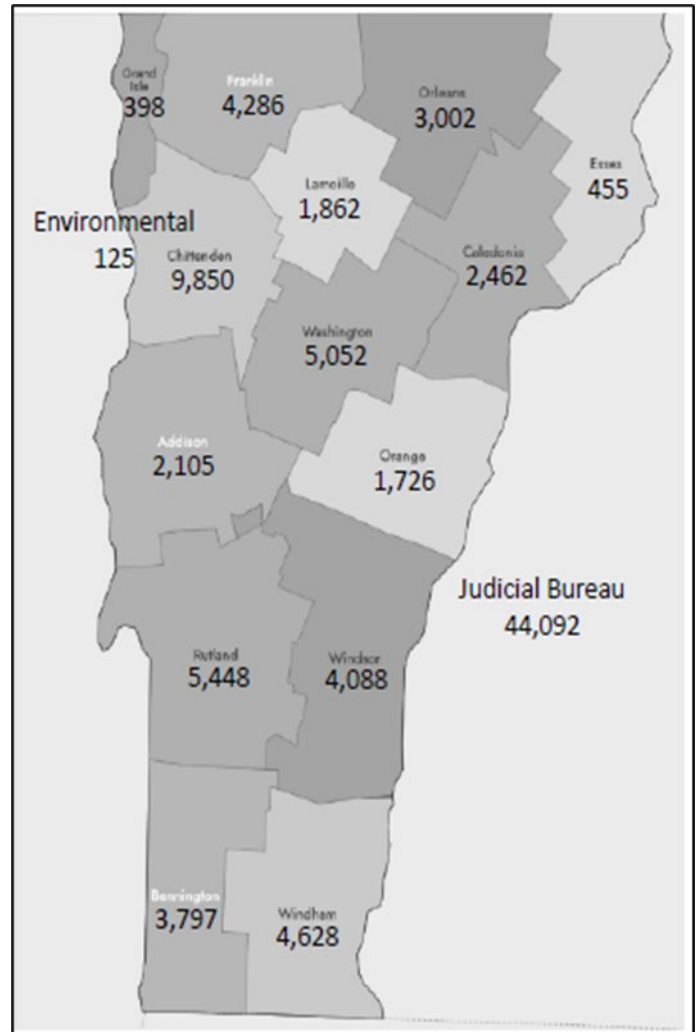 Grand
Isle
398
Franklin
4,286
Orleans
3,002
Essex
455
Lamoille
1,862
Environmental
125
Chittenden
9,850
Caledonia
2,462
Washington
5,052
Addison
2,105
Orange
1,726
Judicial Bureau
44,092
Rutland
5,448
Windsor
4,088
Bennington
3,797
Windham
4,628